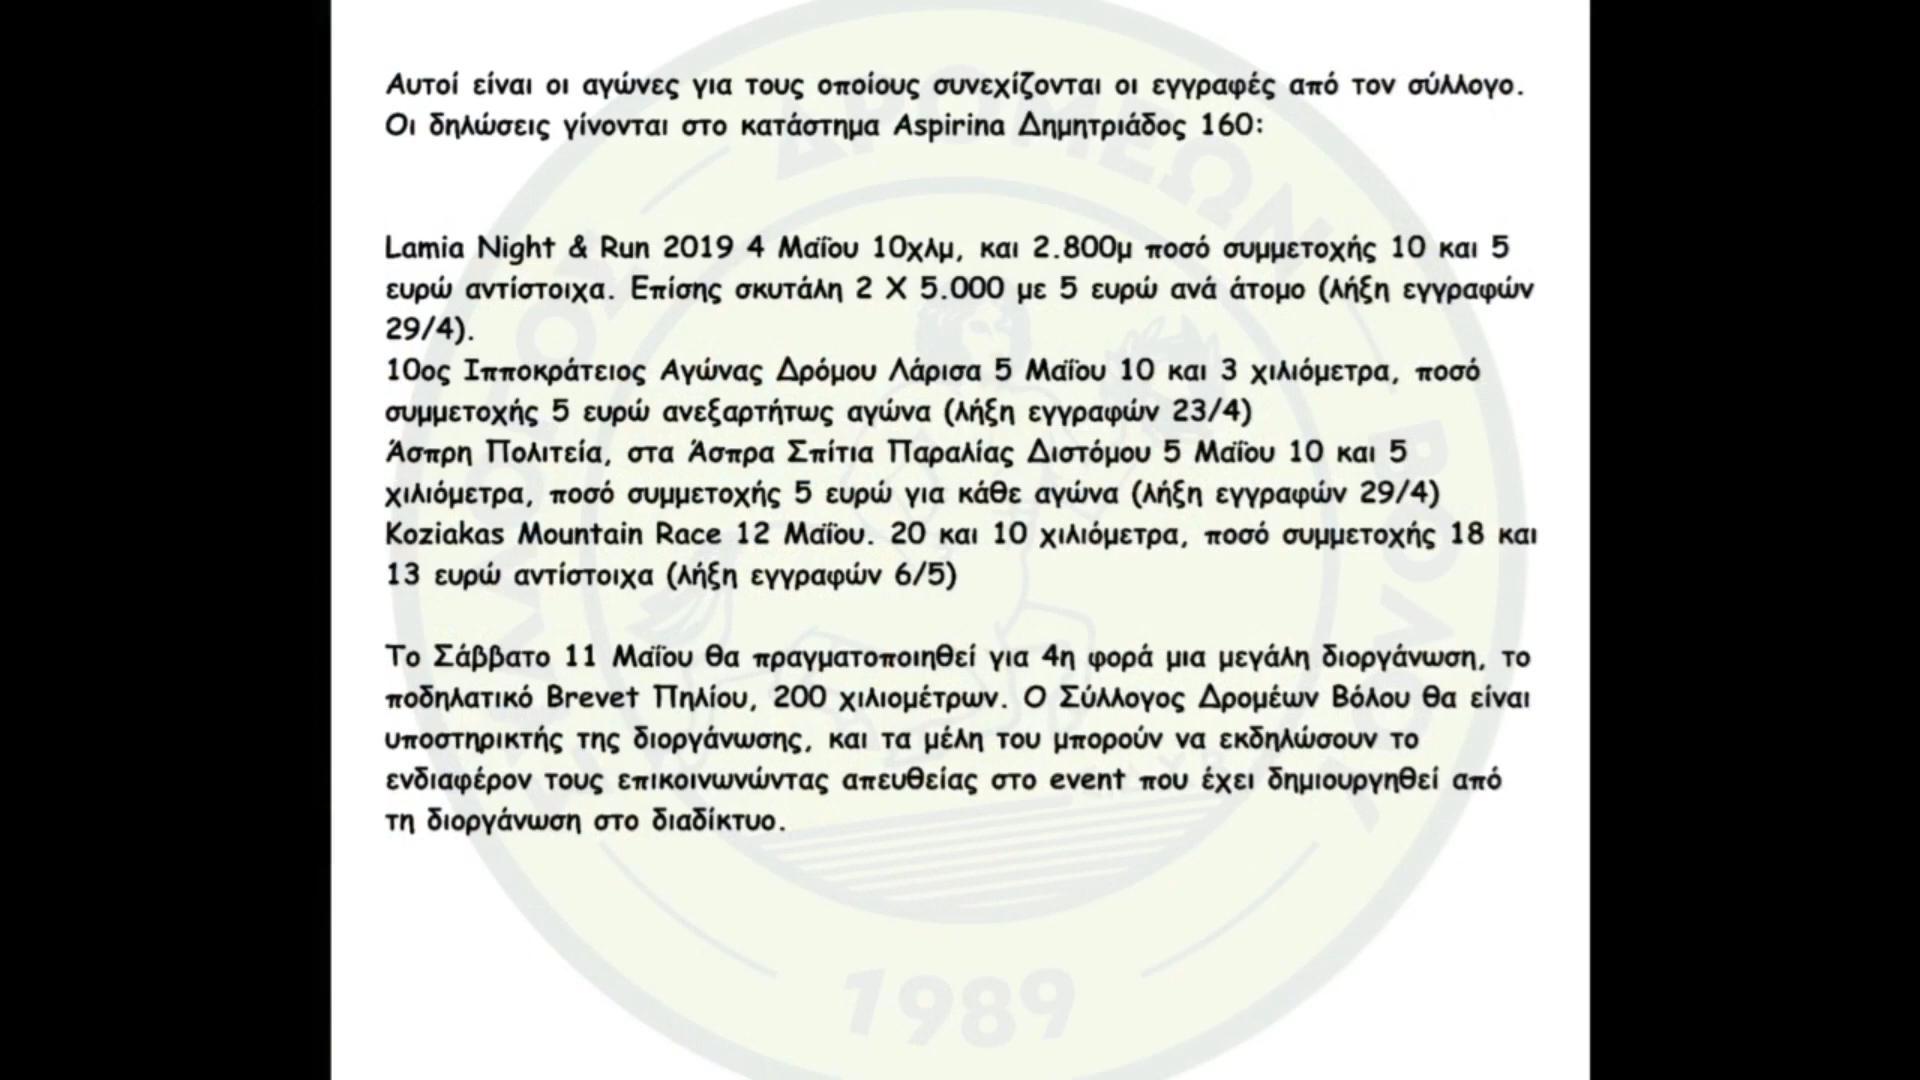 Αυτοί είναι οι αγώνες για τους οποίους συνεχίζονται οι εγγραφές από τον σύλλογο.
Οι δηλώσεις γίνονται στο κατάστημα Aspirina Δημητριάδος 160:
Lamia Night & Run 2019 4 Μαΐου 10χλμ, και 2.800μ ποσό συμμετοχής 10 και 5
ευρώ αντίστοιχα. Επίσης σκυτάλη 2 Χ 5.000 με 5 ευρώ ανά άτομο (λήξη εγγραφών
29/4).
10ος Ιπποκράτειος Αγώνας Δρόμου Λάρισα 5 Μαΐου 10 και 3 χιλιόμετρα, ποσό
συμμετοχής 5 ευρώ ανεξαρτήτως αγώνα (λήξη εγγραφών 23/4)
Άσπρη Πολιτεία, στα Άσπρα Σπίτια Παραλίας Διστόμου 5 Μαΐου 10 και 5
χιλιόμετρα, ποσό συμμετοχής 5 ευρώ για κάθε αγώνα (λήξη εγγραφών 29/4)
Koziakas Mountain Race 12 Μαΐου. 20 και 10 χιλιόμετρα, ποσό συμμετοχής 18 και
13 ευρώ αντίστοιχα (λήξη εγγραφών 6/5)
Το Σάββατο 11 Μαΐου θα πραγματοποιηθεί για 4η φορά μια μεγάλη διοργάνωση, το
ποδηλατικό Brevet Πηλίου, 200 χιλιομέτρων. Ο Σύλλογος Δρομέων Βόλου θα είναι
υποστηρικτής της διοργάνωσης, και τα μέλη του μπορούν να εκδηλώσουν το
ενδιαφέρον τους επικοινωνώντας απευθείας στο event που έχει δημιουργηθεί από
τη διοργάνωση στο διαδίκτυο.
ΣΥΛΛΟΓΟΣ ΔΡΟΜΕΩΝ ΒΟΛΟΥ
1989